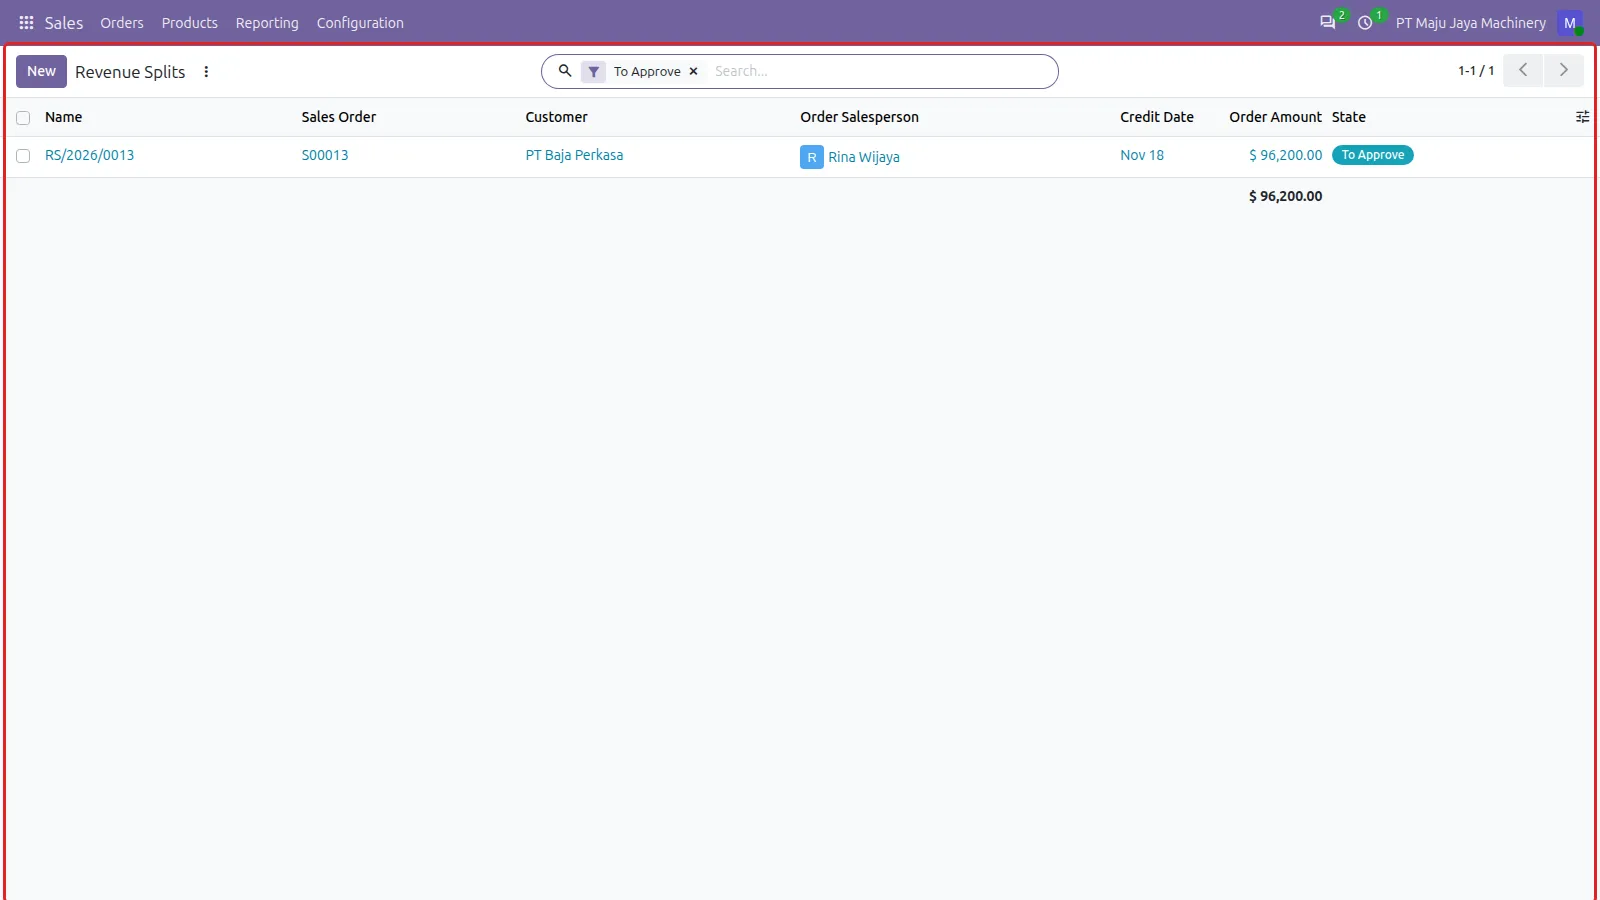 Sales Orders Products Reporting Configuration 2 1 PT Maju Jaya Machinery M
New Revenue Splits To Approve × Search... 1-1 / 1
Name Sales Order Customer Order Salesperson Credit Date Order Amount State
RS/2026/0013 S00013 PT Baja Perkasa R Rina Wijaya Nov 18 $ 96,200.00 To Approve
$ 96,200.00